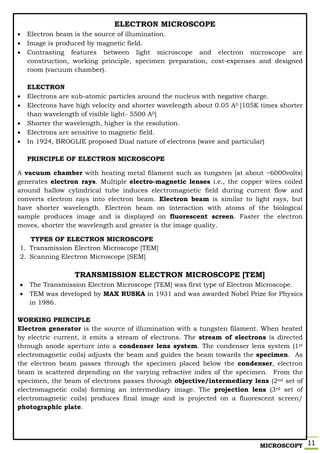 ELECTRON MICROSCOPE
• Electron beam is the source of illumination.
• Image is produced by magnetic field.
• Contrasting features between light microscope and electron microscope are
construction, working principle, specimen preparation, cost-expenses and designed
room (vacuum chamber).
ELECTRON
• Electrons are sub-atomic particles around the nucleus with negative charge.
• Electrons have high velocity and shorter wavelength about 0.05 A⁰ [105K times shorter
than wavelength of visible light- 5500 A⁰]
• Shorter the wavelength, higher is the resolution.
• Electrons are sensitive to magnetic field.
• In 1924, BROGLIE proposed Dual nature of electrons (wave and particular)
PRINCIPLE OF ELECTRON MICROSCOPE
A vacuum chamber with heating metal filament such as tungsten [at about ~6000volts]
generates electron rays. Multiple electro-magnetic lenses i.e., the copper wires coiled
around hallow cylindrical tube induces electromagnetic field during current flow and
converts electron rays into electron beam. Electron beam is similar to light rays, but
have shorter wavelength. Electron beam on interaction with atoms of the biological
sample produces image and is displayed on fluorescent screen. Faster the electron
moves, shorter the wavelength and greater is the image quality.
TYPES OF ELECTRON MICROSCOPE
1. Transmission Electron Microscope [TEM]
2. Scanning Electron Microscope [SEM]
TRANSMISSION ELECTRON MICROSCOPE [TEM]
• The Transmission Electron Microscope [TEM] was first type of Electron Microscope.
• TEM was developed by MAX RUSKA in 1931 and was awarded Nobel Prize for Physics
in 1986.
WORKING PRINCIPLE
Electron generator is the source of illumination with a tungsten filament. When heated
by electric current, it emits a stream of electrons. The stream of electrons is directed
through anode aperture into a condenser lens system. The condenser lens system (1st
electromagnetic coils) adjusts the beam and guides the beam towards the specimen. As
the electron beam passes through the specimen placed below the condenser, electron
beam is scattered depending on the varying refractive index of the specimen. From the
specimen, the beam of electrons passes through objective/intermediary lens (2nd set of
electromagnetic coils) forming an intermediary image. The projection lens (3rd set of
electromagnetic coils) produces final image and is projected on a fluorescent screen/
photographic plate.
MICROSCOPY 11